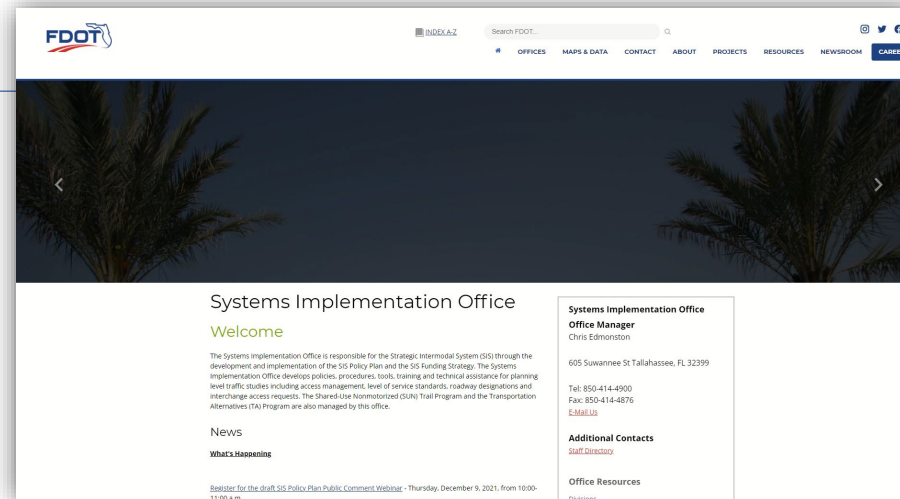 FDOT
INDEX A-Z
Search FDOT...
OFFICES MAPS & DATA CONTACT ABOUT PROJECTS RESOURCES NEWSROOM CAREE
Systems Implementation Office
Welcome
The Systems Implementation Office is responsible for the Strategic Intermodal System (SIS) through the
development and implementation of the SIS Policy Plan and the SIS Funding Strategy. The Systems
Implementation Office develops policies, procedures, tools, training and technical assistance for planning
level traffic studies including access management, level of service standards, roadway designations and
interchange access requests. The Shared-Use Nonmotorized (SUN) Trail Program and the Transportation
Alternatives (TA) Program are also managed by this office.
News
What's Happening
Register for the draft SIS Policy Plan Public Comment Webinar - Thursday, December 9, 2021, from 10:00-
11:00 a.m.
Systems Implementation Office
Office Manager
Chris Edmonston
605 Suwannee St Tallahassee, FL 32399
Tel: 850-414-4900
Fax: 850-414-4876
E-Mail Us
Additional Contacts
Staff Directory
Office Resources
Divisions